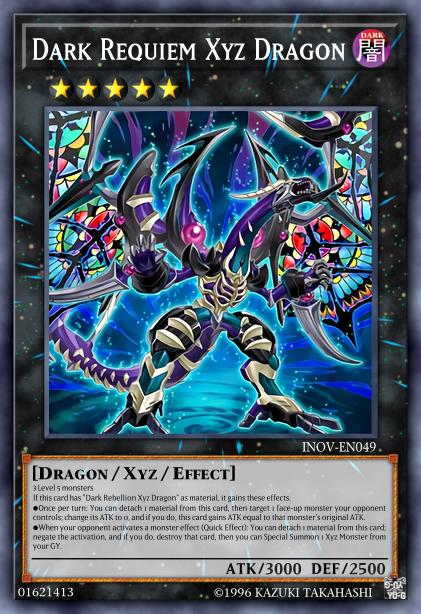 Dark Requiem Xyz Dragon
DARK
闇
INOV-EN049
[Dragon / Xyz / Effect]
3 Level 5 monsters
If this card has "Dark Rebellion Xyz Dragon" as material, it gains these effects.
●Once per turn: You can detach 1 material from this card, then target 1 face-up monster your opponent
controls; change its ATK to 0, and if you do, this card gains ATK equal to that monster's original ATK.
●When your opponent activates a monster effect (Quick Effect): You can detach 1 material from this card;
negate the activation, and if you do, destroy that card, then you can Special Summon 1 Xyz Monster from
your GY.
ATK/3000 DEF/2500
01621413
©1996 KAZUKI TAKAHASHI